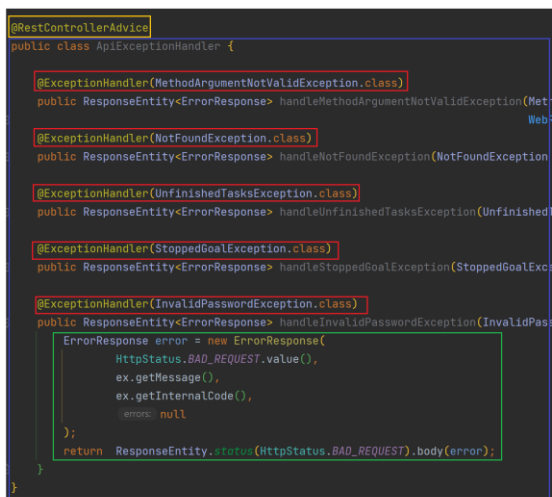 @RestControllerAdvice
public class ApiExceptionHandler {
@ExceptionHandler(MethodArgumentNotValidException.class)
public ResponseEntity<ErrorResponse> handleMethodArgumentNotValidException(Met
WebR
@ExceptionHandler(NotFoundException.class)
public ResponseEntity<ErrorResponse> handleNotFoundException(NotFoundException
@ExceptionHandler(UnfinishedTasksException.class)
public ResponseEntity<ErrorResponse> handleUnfinishedTasksException(UnfinishedT
@ExceptionHandler(StoppedGoalException.class)
public ResponseEntity<ErrorResponse> handleStoppedGoalException(StoppedGoalExce
@ExceptionHandler(InvalidPasswordException.class)
public ResponseEntity<ErrorResponse> handleInvalidPasswordException(InvalidPass
ErrorResponse error = new ErrorResponse(
HttpStatus.BAD_REQUEST.value(),
ex.getMessage(),
ex.getInternalCode(),
errors: null
);
return ResponseEntity.status(HttpStatus.BAD_REQUEST).body(error);
}
}